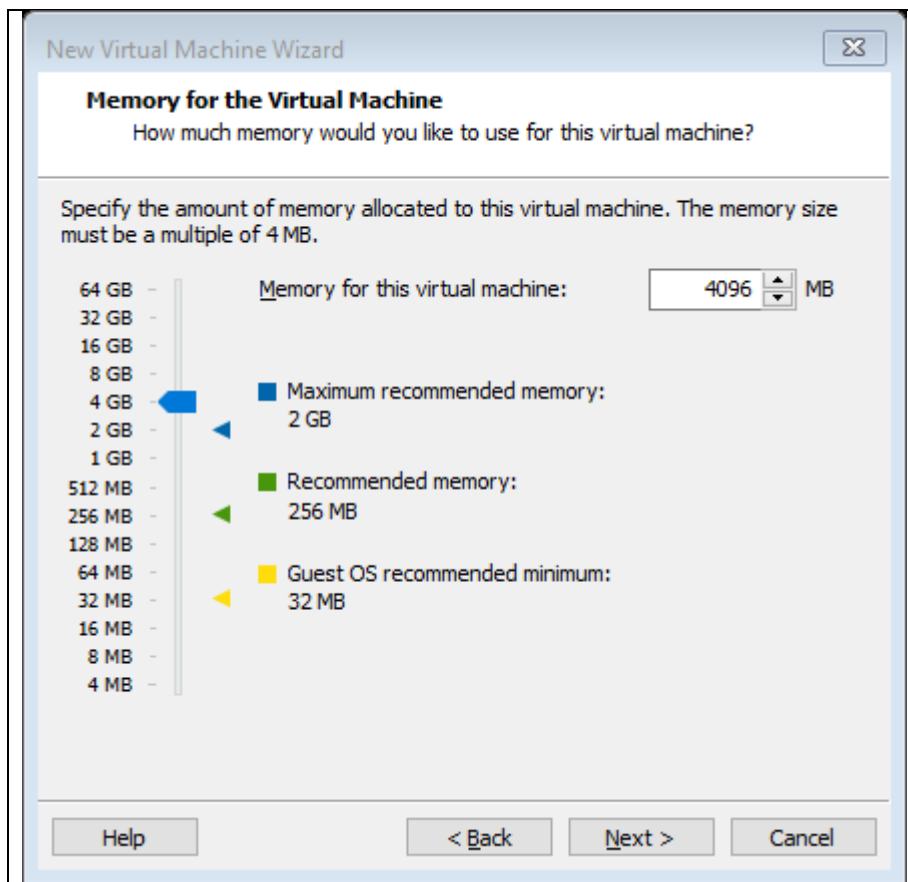 New Virtual Machine Wizard
Memory for the Virtual Machine
How much memory would you like to use for this virtual machine?
Specify the amount of memory allocated to this virtual machine. The memory size
must be a multiple of 4 MB.
64 GB
32 GB
16 GB
8 GB
4 GB
2 GB
1 GB
512 MB
256 MB
128 MB
64 MB
32 MB
16 MB
8 MB
4 MB
Memory for this virtual machine: 4096 MB
Maximum recommended memory:
2 GB
Recommended memory:
256 MB
Guest OS recommended minimum:
32 MB
Help < Back Next > Cancel